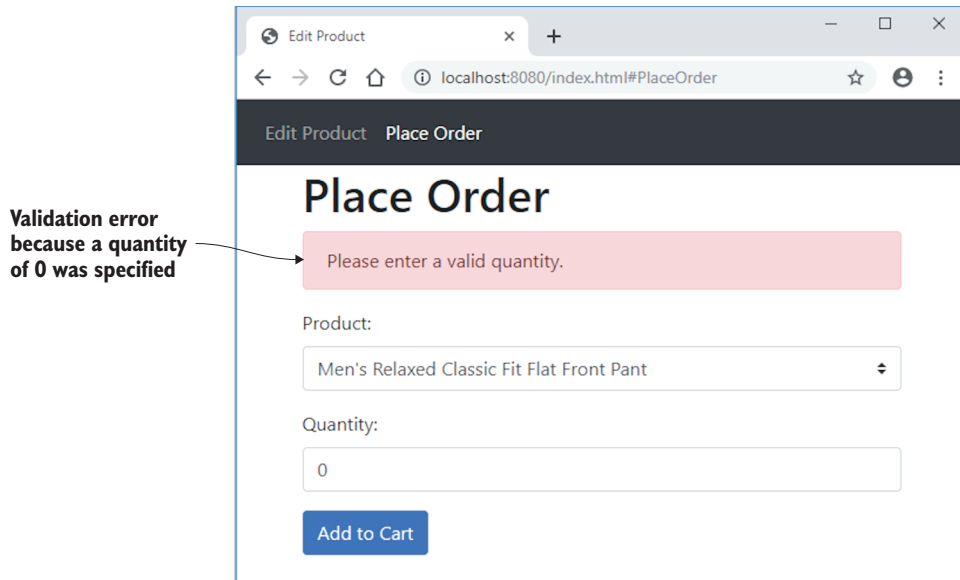 Edit Product
localhost:8080/index.html#PlaceOrder
Edit Product Place Order
Place Order
Validation error
because a quantity
of 0 was specified
Please enter a valid quantity.
Product:
Men's Relaxed Classic Fit Flat Front Pant
Quantity:
0
Add to Cart